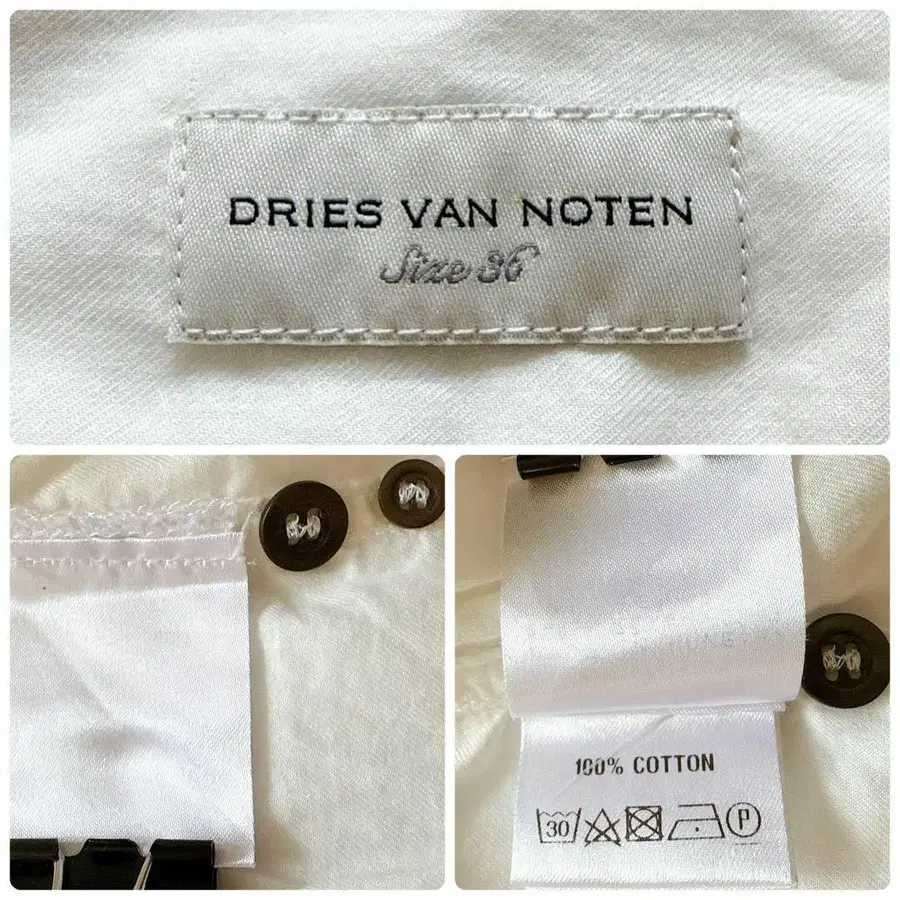 DRIES VAN NOTEN
Size 36
100% COTTON
30 P